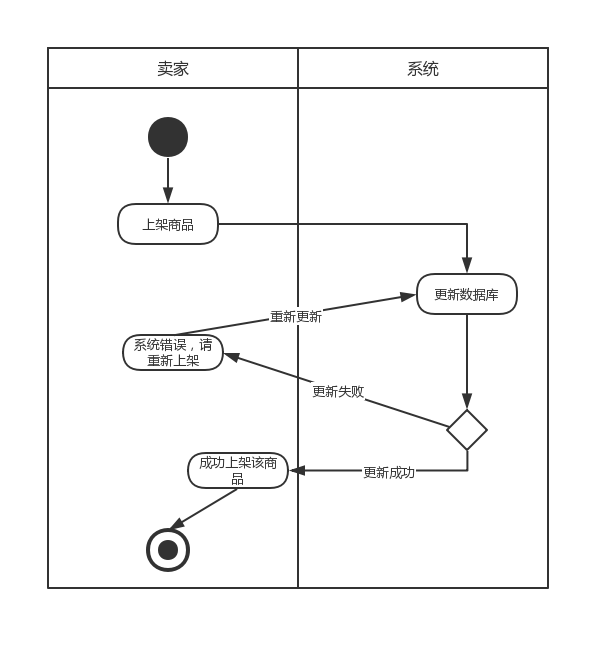 卖家
系统
上架商品
更新数据库
重新更新
系统错误，请
重新上架
更新失败
成功上架该商
品
更新成功